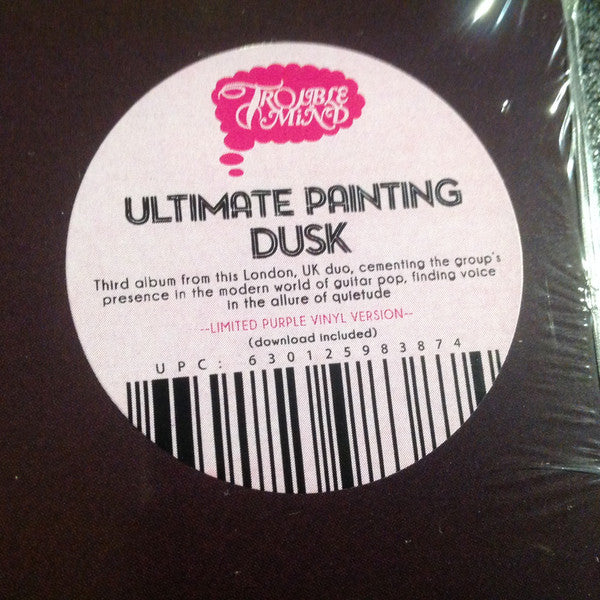 TROUBLE
MiND
ULTIMATE PAINTING
DUSK
Third album from this London, UK duo, cementing the group's
presence in the modern world of guitar pop, finding voice
in the allure of quietude
--LIMITED PURPLE VINYL VERSION--
(download included)
UPC: 630125983874